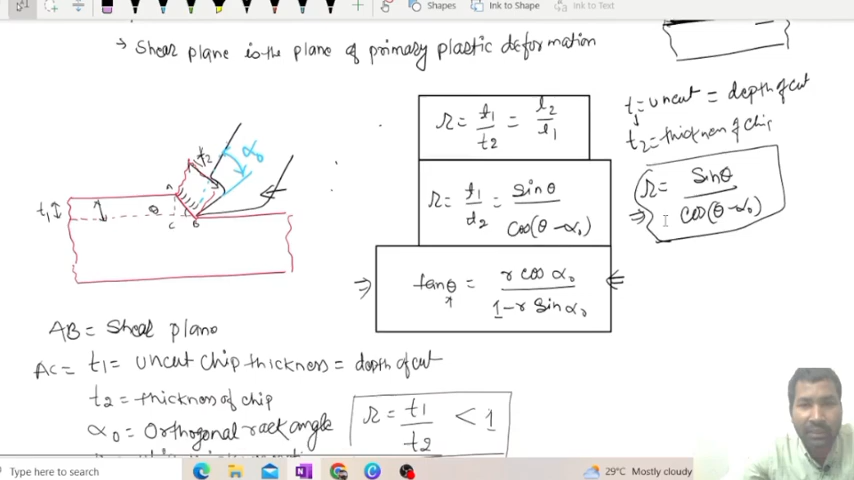 Shapes
Ink to Shape
Ink to Text
→ Shear plane is the plane of primary plastic deformation
t2
α0
A
t1
θ
C
B
r = t1/t2 = l2/l1
r = t1/t2 = Sinθ/Cos(θ-α0)
tanθ = r cos α0/1-r Sinα0
t1 = uncut = depth of cut
t2 = thickness of chip
r = Sinθ/Cos(θ-α0)
AB = Shear plane
AC = t1 = uncut chip thickness = depth of cut
t2 = thickness of chip
α0 = Orthogonal rack angle
r = t1/t2 < 1
Type here to search
29°C Mostly cloudy